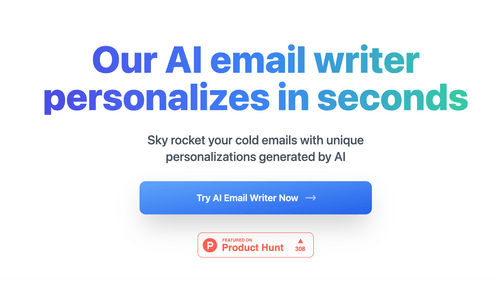 Our AI email writer
personalizes in seconds
Sky rocket your cold emails with unique
personalizations generated by AI
Try AI Email Writer Now →
P
FEATURED ON
Product Hunt
▲
308